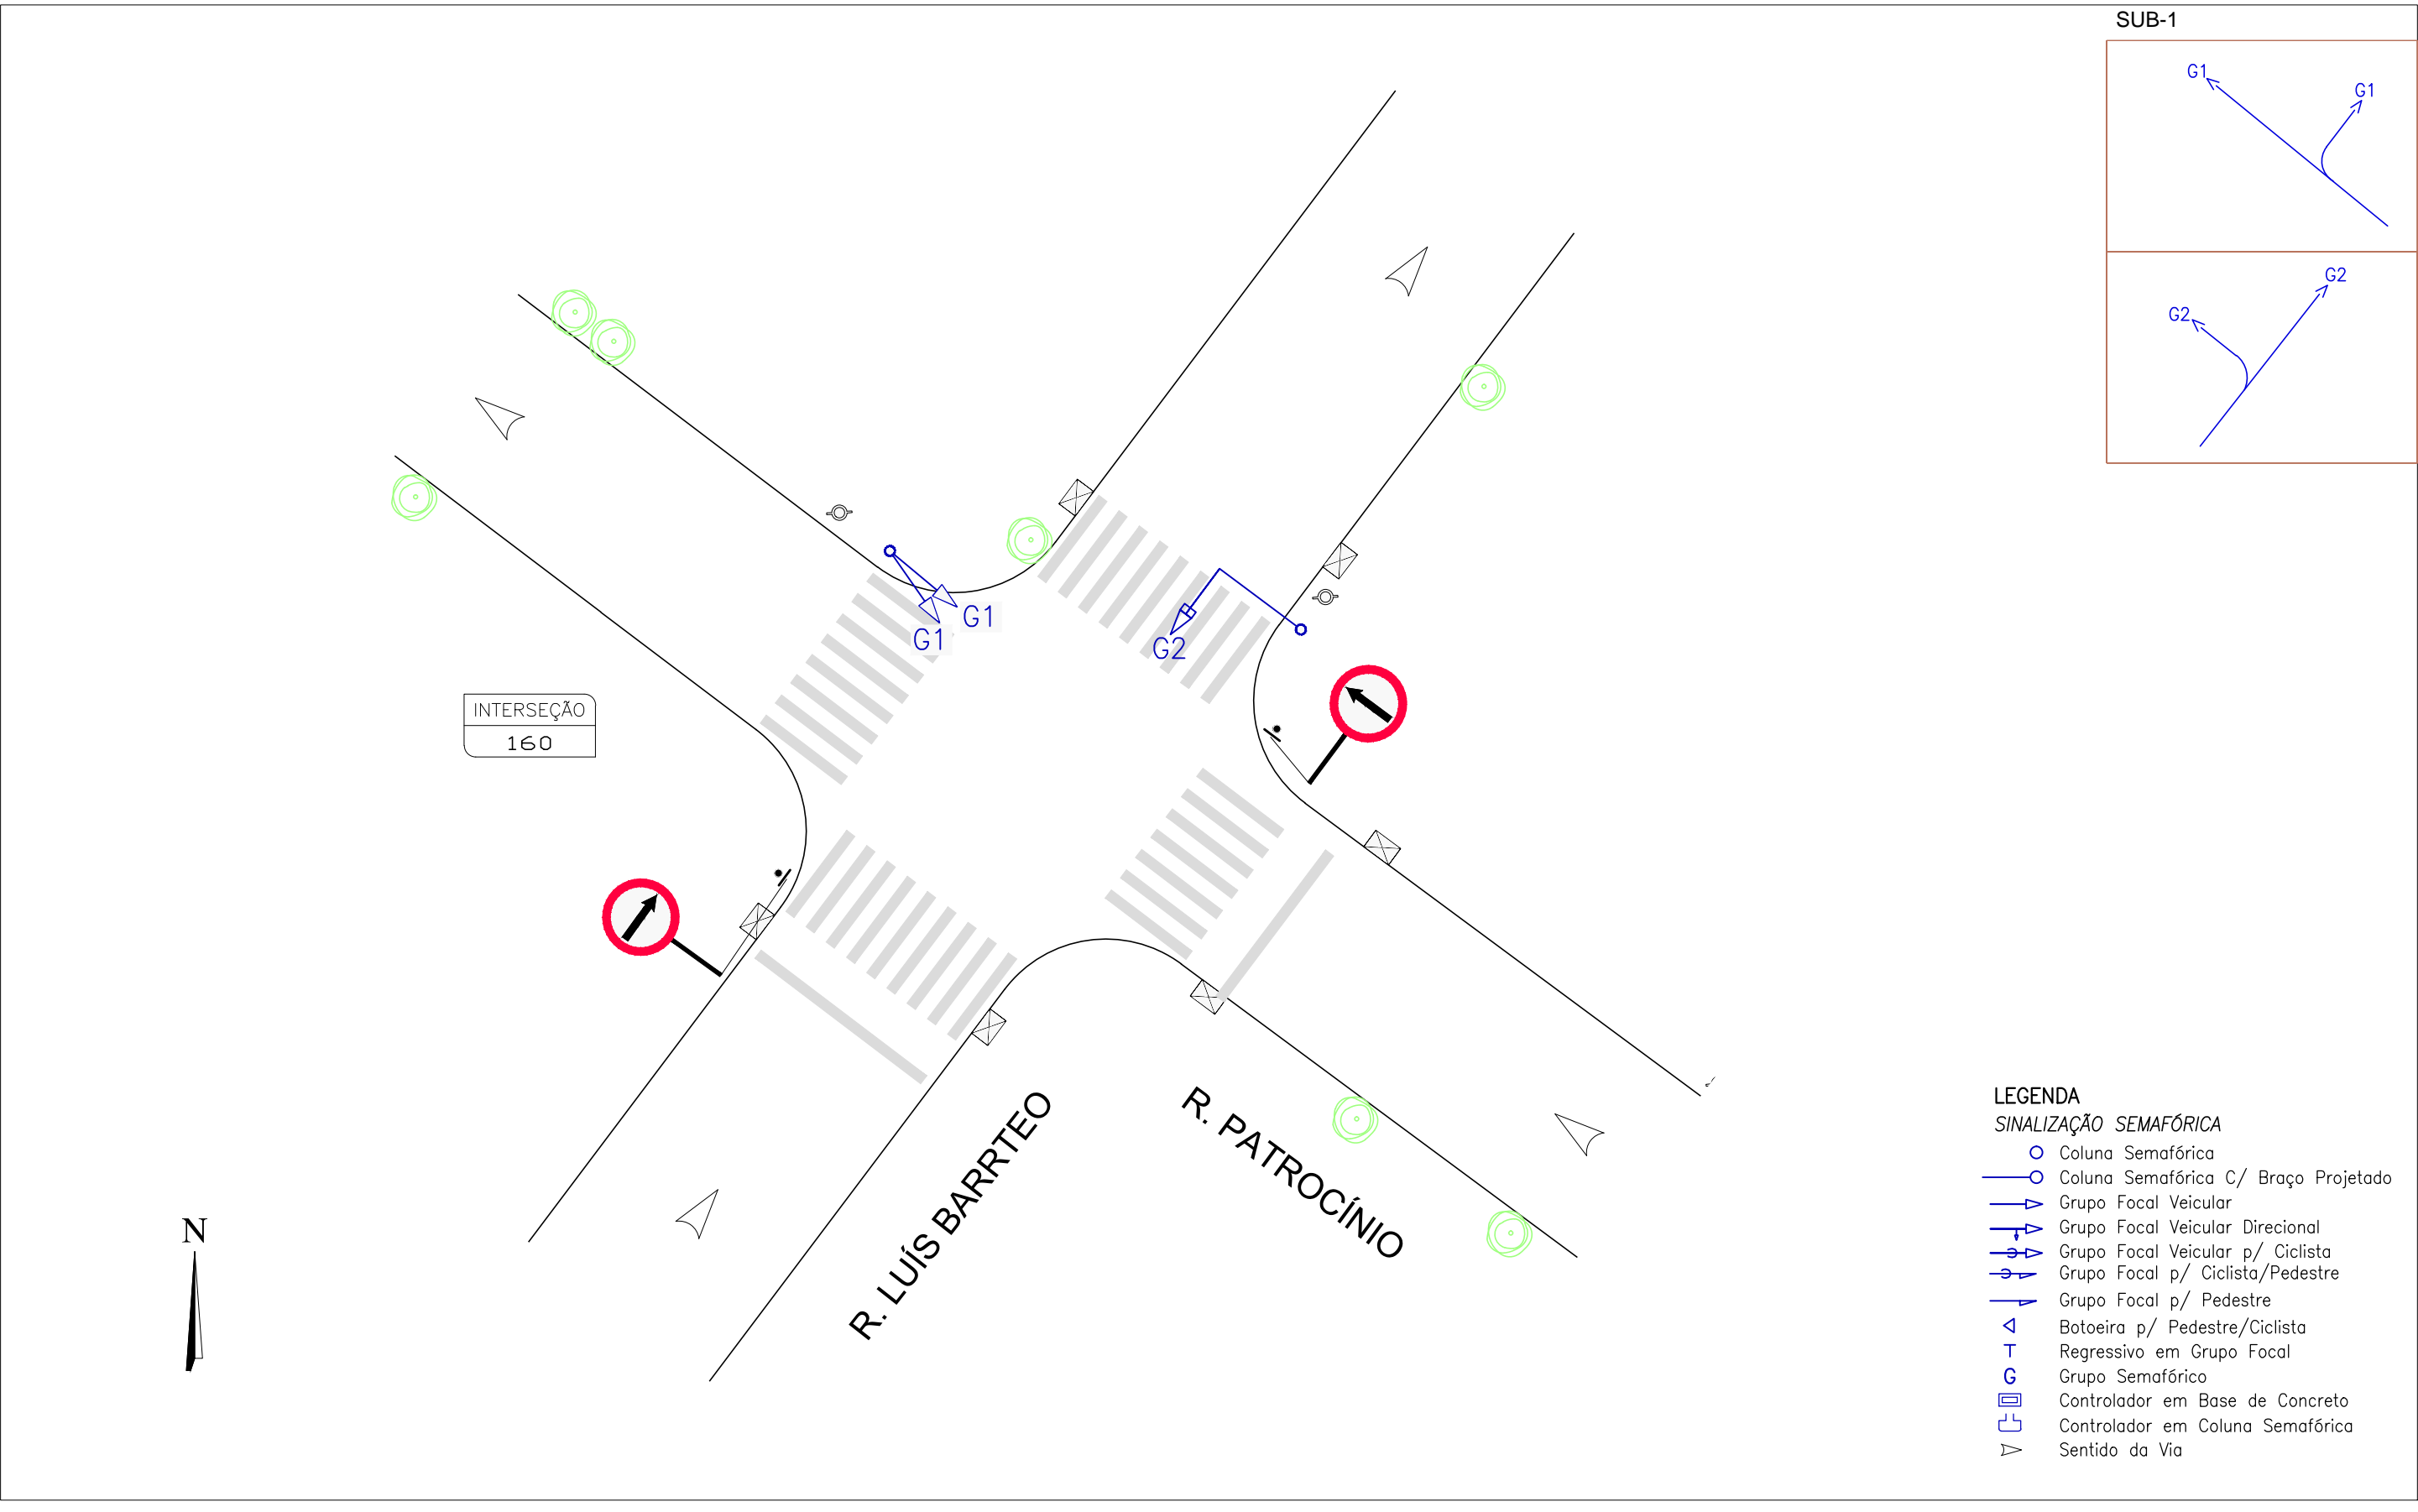 SUB-1
G1
G1
G2
G2
G1
G1
G2
INTERSEÇÃO
160
R. LUÍS BARRTEO
R. PATROCÍNIO
N
LEGENDA
SINALIZAÇÃO SEMAFÓRICA
Coluna Semafórica
Coluna Semafórica C/ Braço Projetado
Grupo Focal Veicular
Grupo Focal Veicular Direcional
Grupo Focal Veicular p/ Ciclista
Grupo Focal p/ Ciclista/Pedestre
Grupo Focal p/ Pedestre
Botoeira p/ Pedestre/Ciclista
T Regressivo em Grupo Focal
G Grupo Semafórico
Controlador em Base de Concreto
Controlador em Coluna Semafórica
Sentido da Via